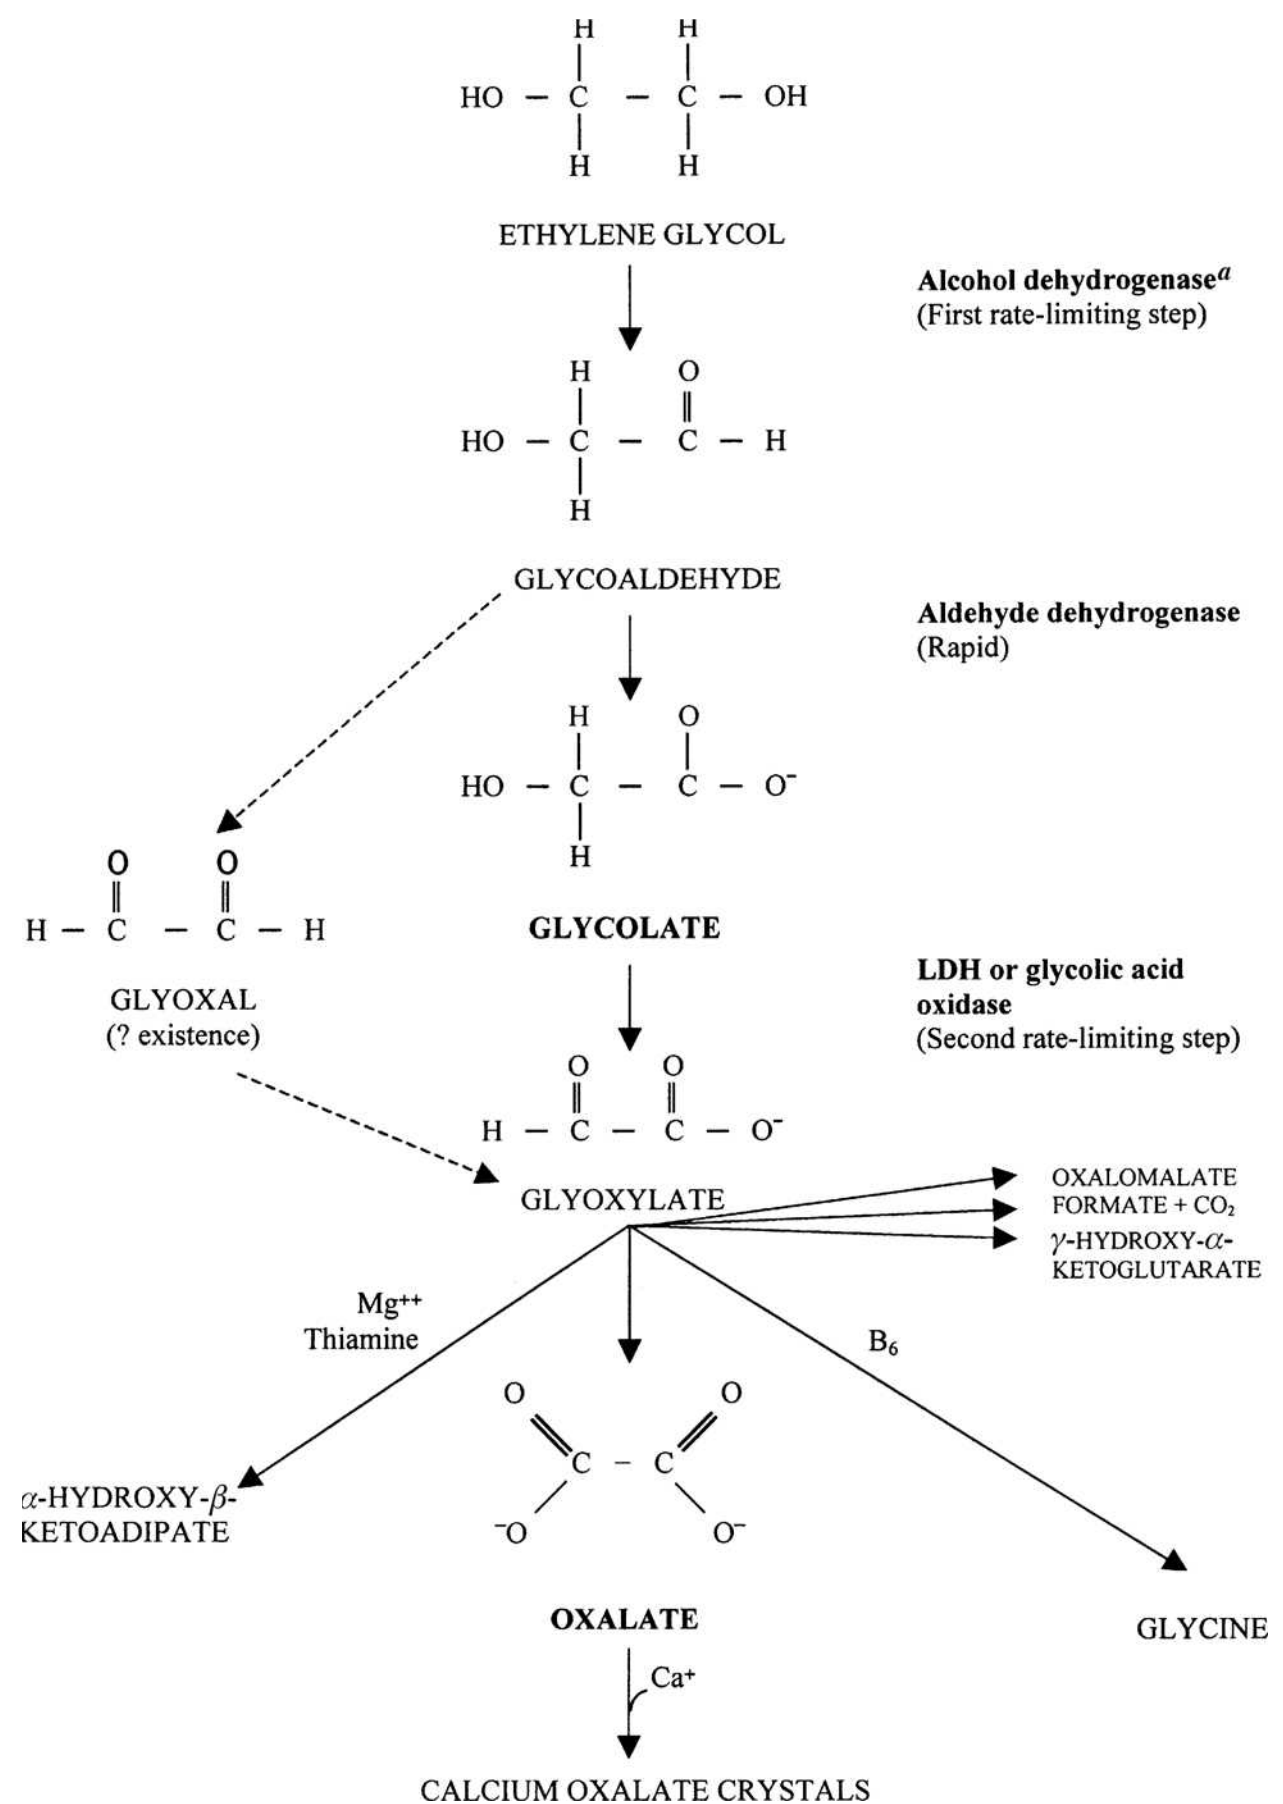 H H
HO – C – C – OH
H H
ETHYLENE GLYCOL
Alcohol dehydrogenaseᵃ
(First rate-limiting step)
H O
HO – C – C – H
H
GLYCOALDEHYDE
Aldehyde dehydrogenase
(Rapid)
H O
HO – C – C – O⁻
H
O O
H – C – C – H
GLYCOLATE
GLYOXAL
(? existence)
LDH or glycolic acid
oxidase
(Second rate-limiting step)
O O
H – C – C – O⁻
GLYOXYLATE
OXALOMALATE
FORMATE + CO₂
γ-HYDROXY-α-
KETOGLUTARATE
Mg⁺⁺
Thiamine
B₆
O O
C – C
⁻O O⁻
α-HYDROXY-β-
KETOADIPATE
OXALATE
GLYCINE
Ca⁺
CALCIUM OXALATE CRYSTALS